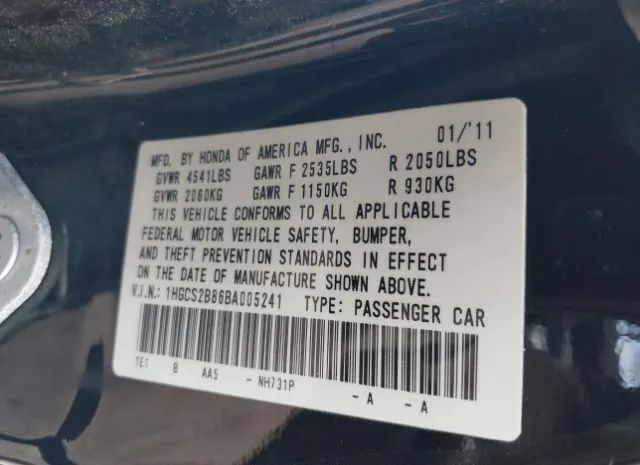 MFD. BY HONDA OF AMERICA MFG., INC. 01/'11
GVWR 4541LBS GAWR F 2535LBS R 2050LBS
GVWR 2060KG GAWR F 1150KG R 930KG
THIS VEHICLE CONFORMS TO ALL APPLICABLE
FEDERAL MOTOR VEHICLE SAFETY, BUMPER,
AND THEFT PREVENTION STANDARDS IN EFFECT
ON THE DATE OF MANUFACTURE SHOWN ABOVE.
V.I.N.: 1HGCS2B86BA005241 TYPE: PASSENGER CAR
TE1 B AA5 - NH731P - A - A